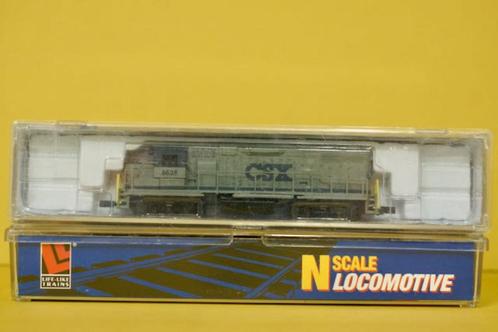 CSX
LIFE-LIKE
TRAINS
N SCALE
LOCOMOTIVE